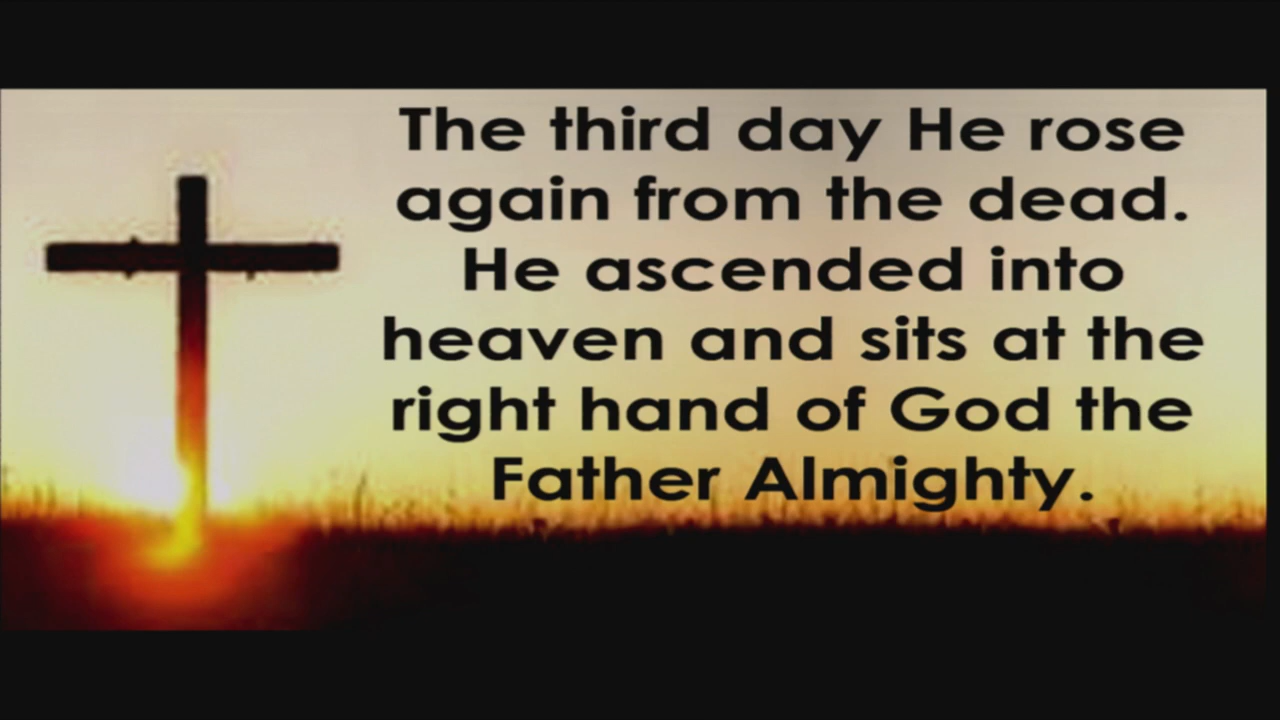 The third day He rose
again from the dead.
He ascended into
heaven and sits at the
right hand of God the
Father Almighty.